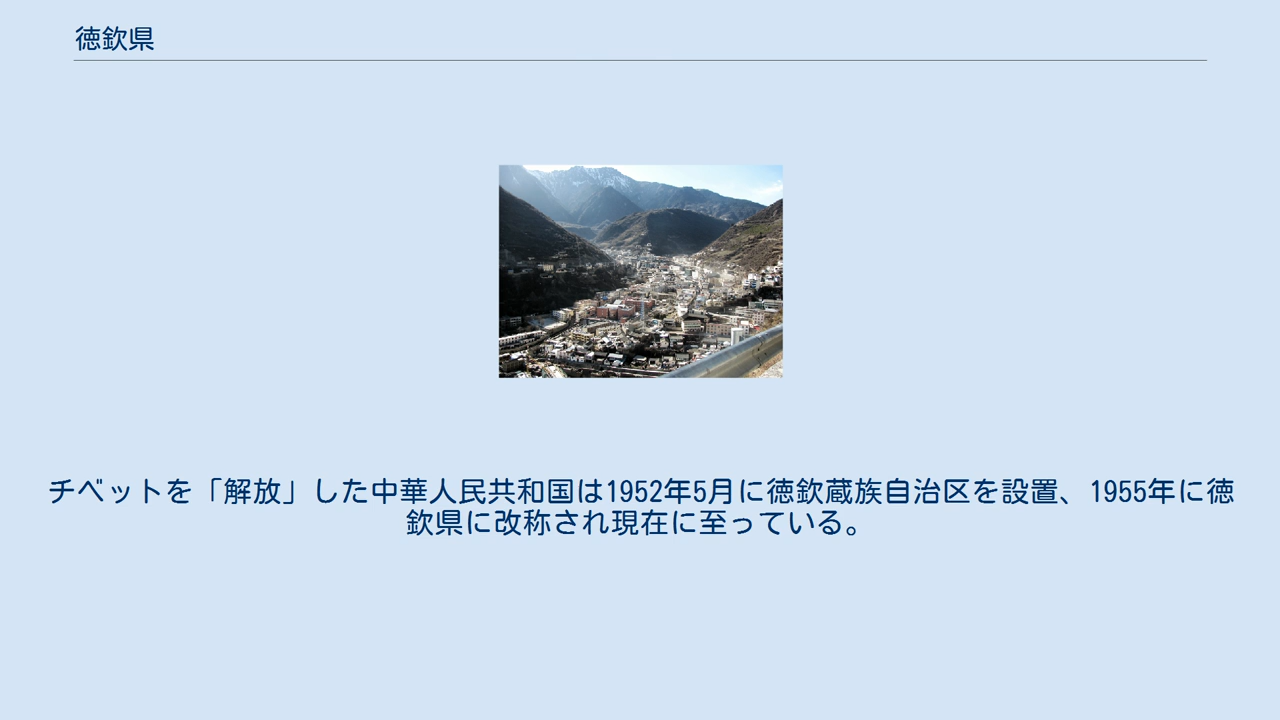 徳欽県
チベットを「解放」した中華人民共和国は1952年5月に徳欽蔵族自治区を設置、1955年に徳
欽県に改称され現在に至っている。